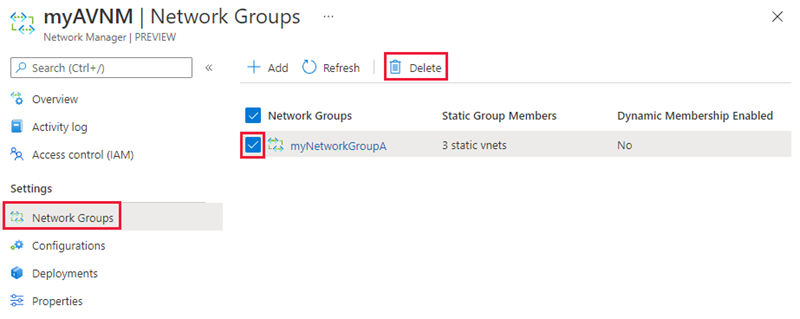 myAVNM | Network Groups ...
Network Manager | PREVIEW
Search (Ctrl+/) «
Add Refresh Delete
Overview
Activity log
Access control (IAM)
Settings
Network Groups
Configurations
Deployments
Properties
Network Groups Static Group Members Dynamic Membership Enabled
myNetworkGroupA 3 static vnets No